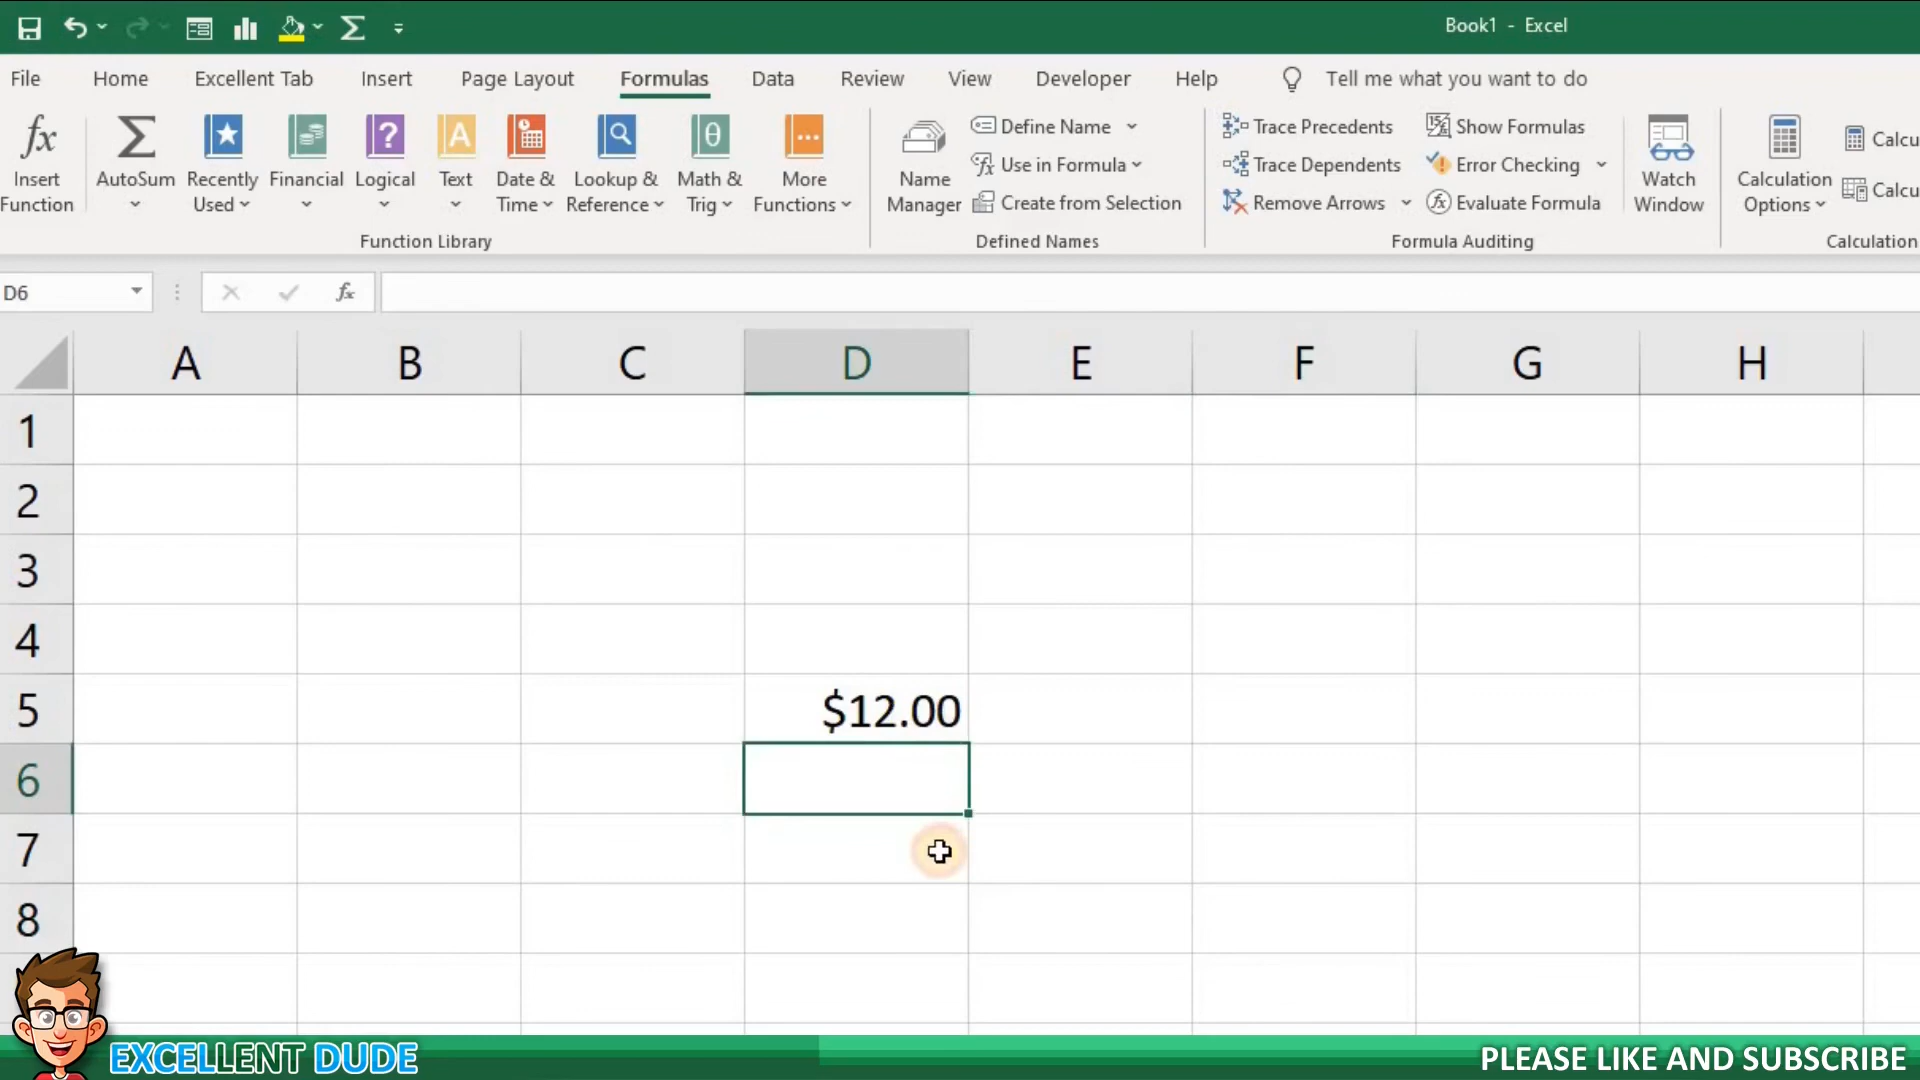 Book1 - Excel
File Home Excellent Tab Insert Page Layout Formulas Data Review View Developer Help Tell me what you want to do
Insert
Function
AutoSum
Recently
Used
Financial
Logical
Text
Date &
Time
Lookup &
Reference
Math &
Trig
More
Functions
Function Library
Name
Manager
Define Name
Use in Formula
Create from Selection
Defined Names
Trace Precedents
Trace Dependents
Remove Arrows
Show Formulas
Error Checking
Evaluate Formula
Formula Auditing
Watch
Window
Calculation
Options
Calcu
Calcu
Calculation
D6
fx
A B C D E F G H
1
2
3
4
5 $12.00
6
7
8
EXCELLENT DUDE
PLEASE LIKE AND SUBSCRIBE